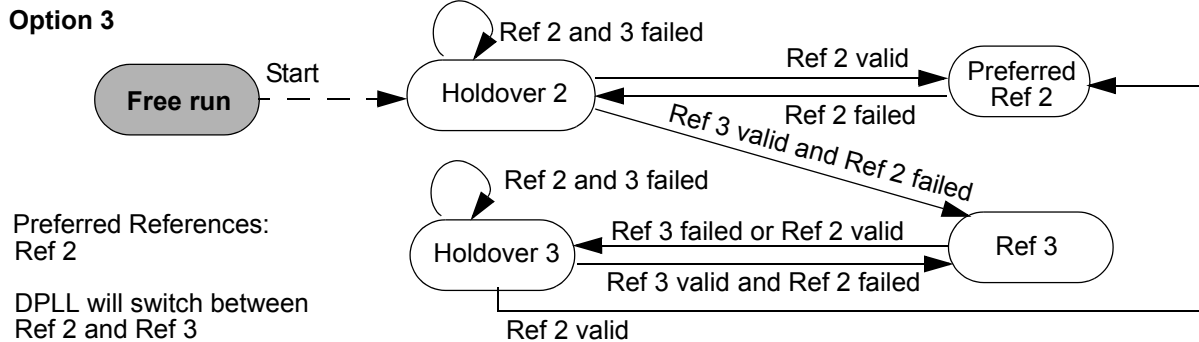 Option 3
Ref 2 and 3 failed
Start
Free run
Holdover 2
Ref 2 valid
Ref 2 failed
Preferred
Ref 2
Ref 3 valid and Ref 2 failed
Ref 2 and 3 failed
Holdover 3
Ref 3 failed or Ref 2 valid
Ref 3 valid and Ref 2 failed
Ref 3
Ref 2 valid
Preferred References:
Ref 2
DPLL will switch between
Ref 2 and Ref 3